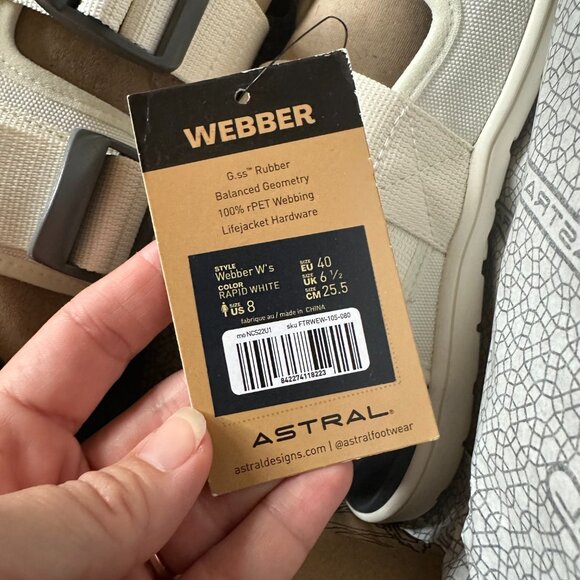 WEBBER
G.ss™ Rubber
Balanced Geometry
100% rPET Webbing
Lifejacket Hardware
STYLE
Webber W's
COLOR
RAPID WHITE
SIZE US 8
SIZE EU 40
SIZE UK 6 ½
SIZE CM 25.5
fabrique au / made in CHINA
mo NC522U1 sku FTRWEW-105-080
842274118223
ASTRAL®
astraldesigns.com | @astralfootwear